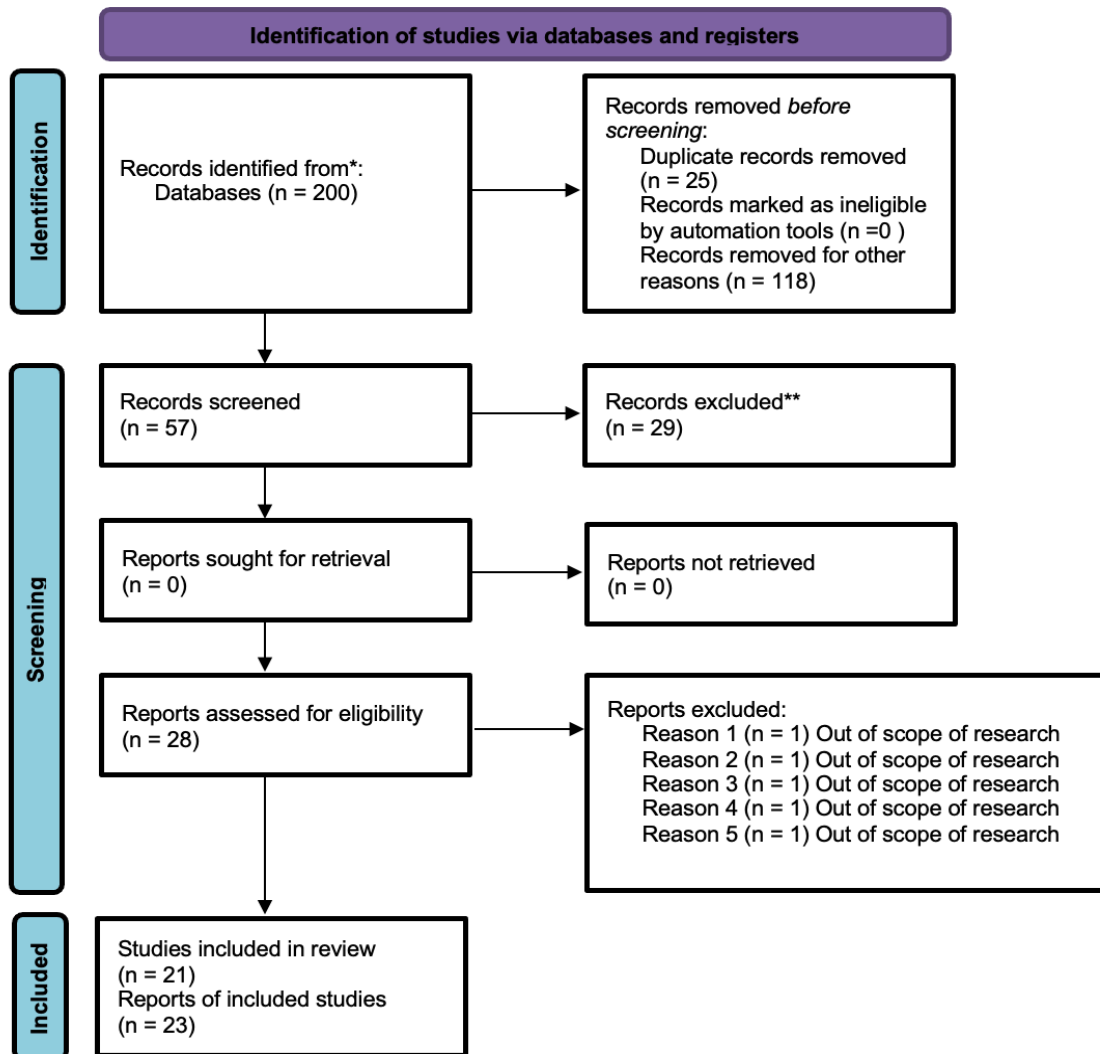 Identification of studies via databases and registers
Identification
Records identified from*:
Databases (n = 200)
Records removed before
screening:
Duplicate records removed
(n = 25)
Records marked as ineligible
by automation tools (n =0 )
Records removed for other
reasons (n = 118)
Screening
Records screened
(n = 57)
Records excluded**
(n = 29)
Reports sought for retrieval
(n = 0)
Reports not retrieved
(n = 0)
Reports assessed for eligibility
(n = 28)
Reports excluded:
Reason 1 (n = 1) Out of scope of research
Reason 2 (n = 1) Out of scope of research
Reason 3 (n = 1) Out of scope of research
Reason 4 (n = 1) Out of scope of research
Reason 5 (n = 1) Out of scope of research
Included
Studies included in review
(n = 21)
Reports of included studies
(n = 23)